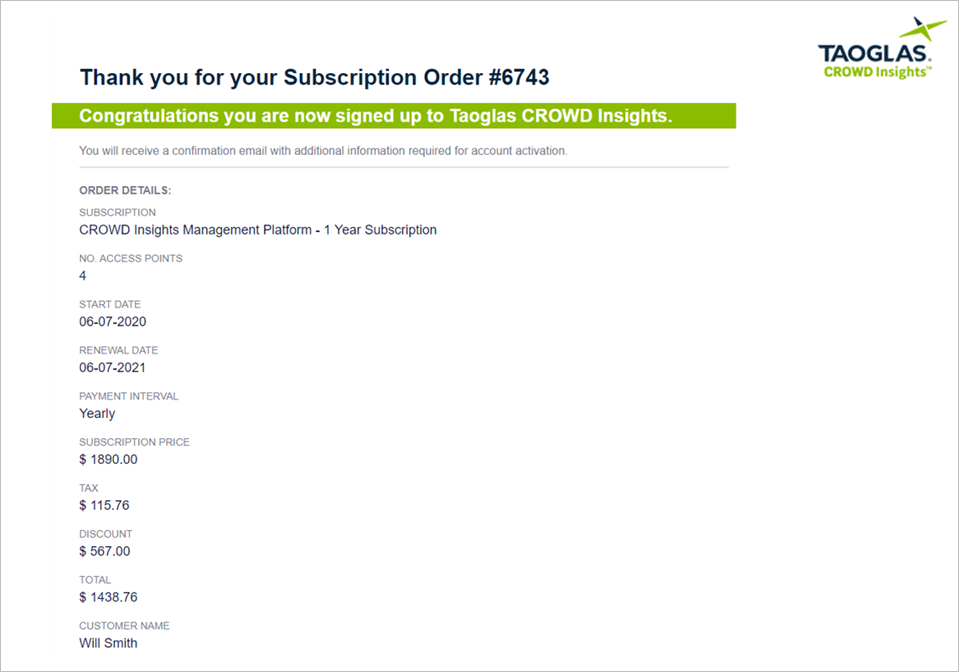 TAOGLAS.
CROWD Insights™
Thank you for your Subscription Order #6743
Congratulations you are now signed up to Taoglas CROWD Insights.
You will receive a confirmation email with additional information required for account activation.
ORDER DETAILS:
SUBSCRIPTION
CROWD Insights Management Platform - 1 Year Subscription
NO. ACCESS POINTS
4
START DATE
06-07-2020
RENEWAL DATE
06-07-2021
PAYMENT INTERVAL
Yearly
SUBSCRIPTION PRICE
$ 1890.00
TAX
$ 115.76
DISCOUNT
$ 567.00
TOTAL
$ 1438.76
CUSTOMER NAME
Will Smith